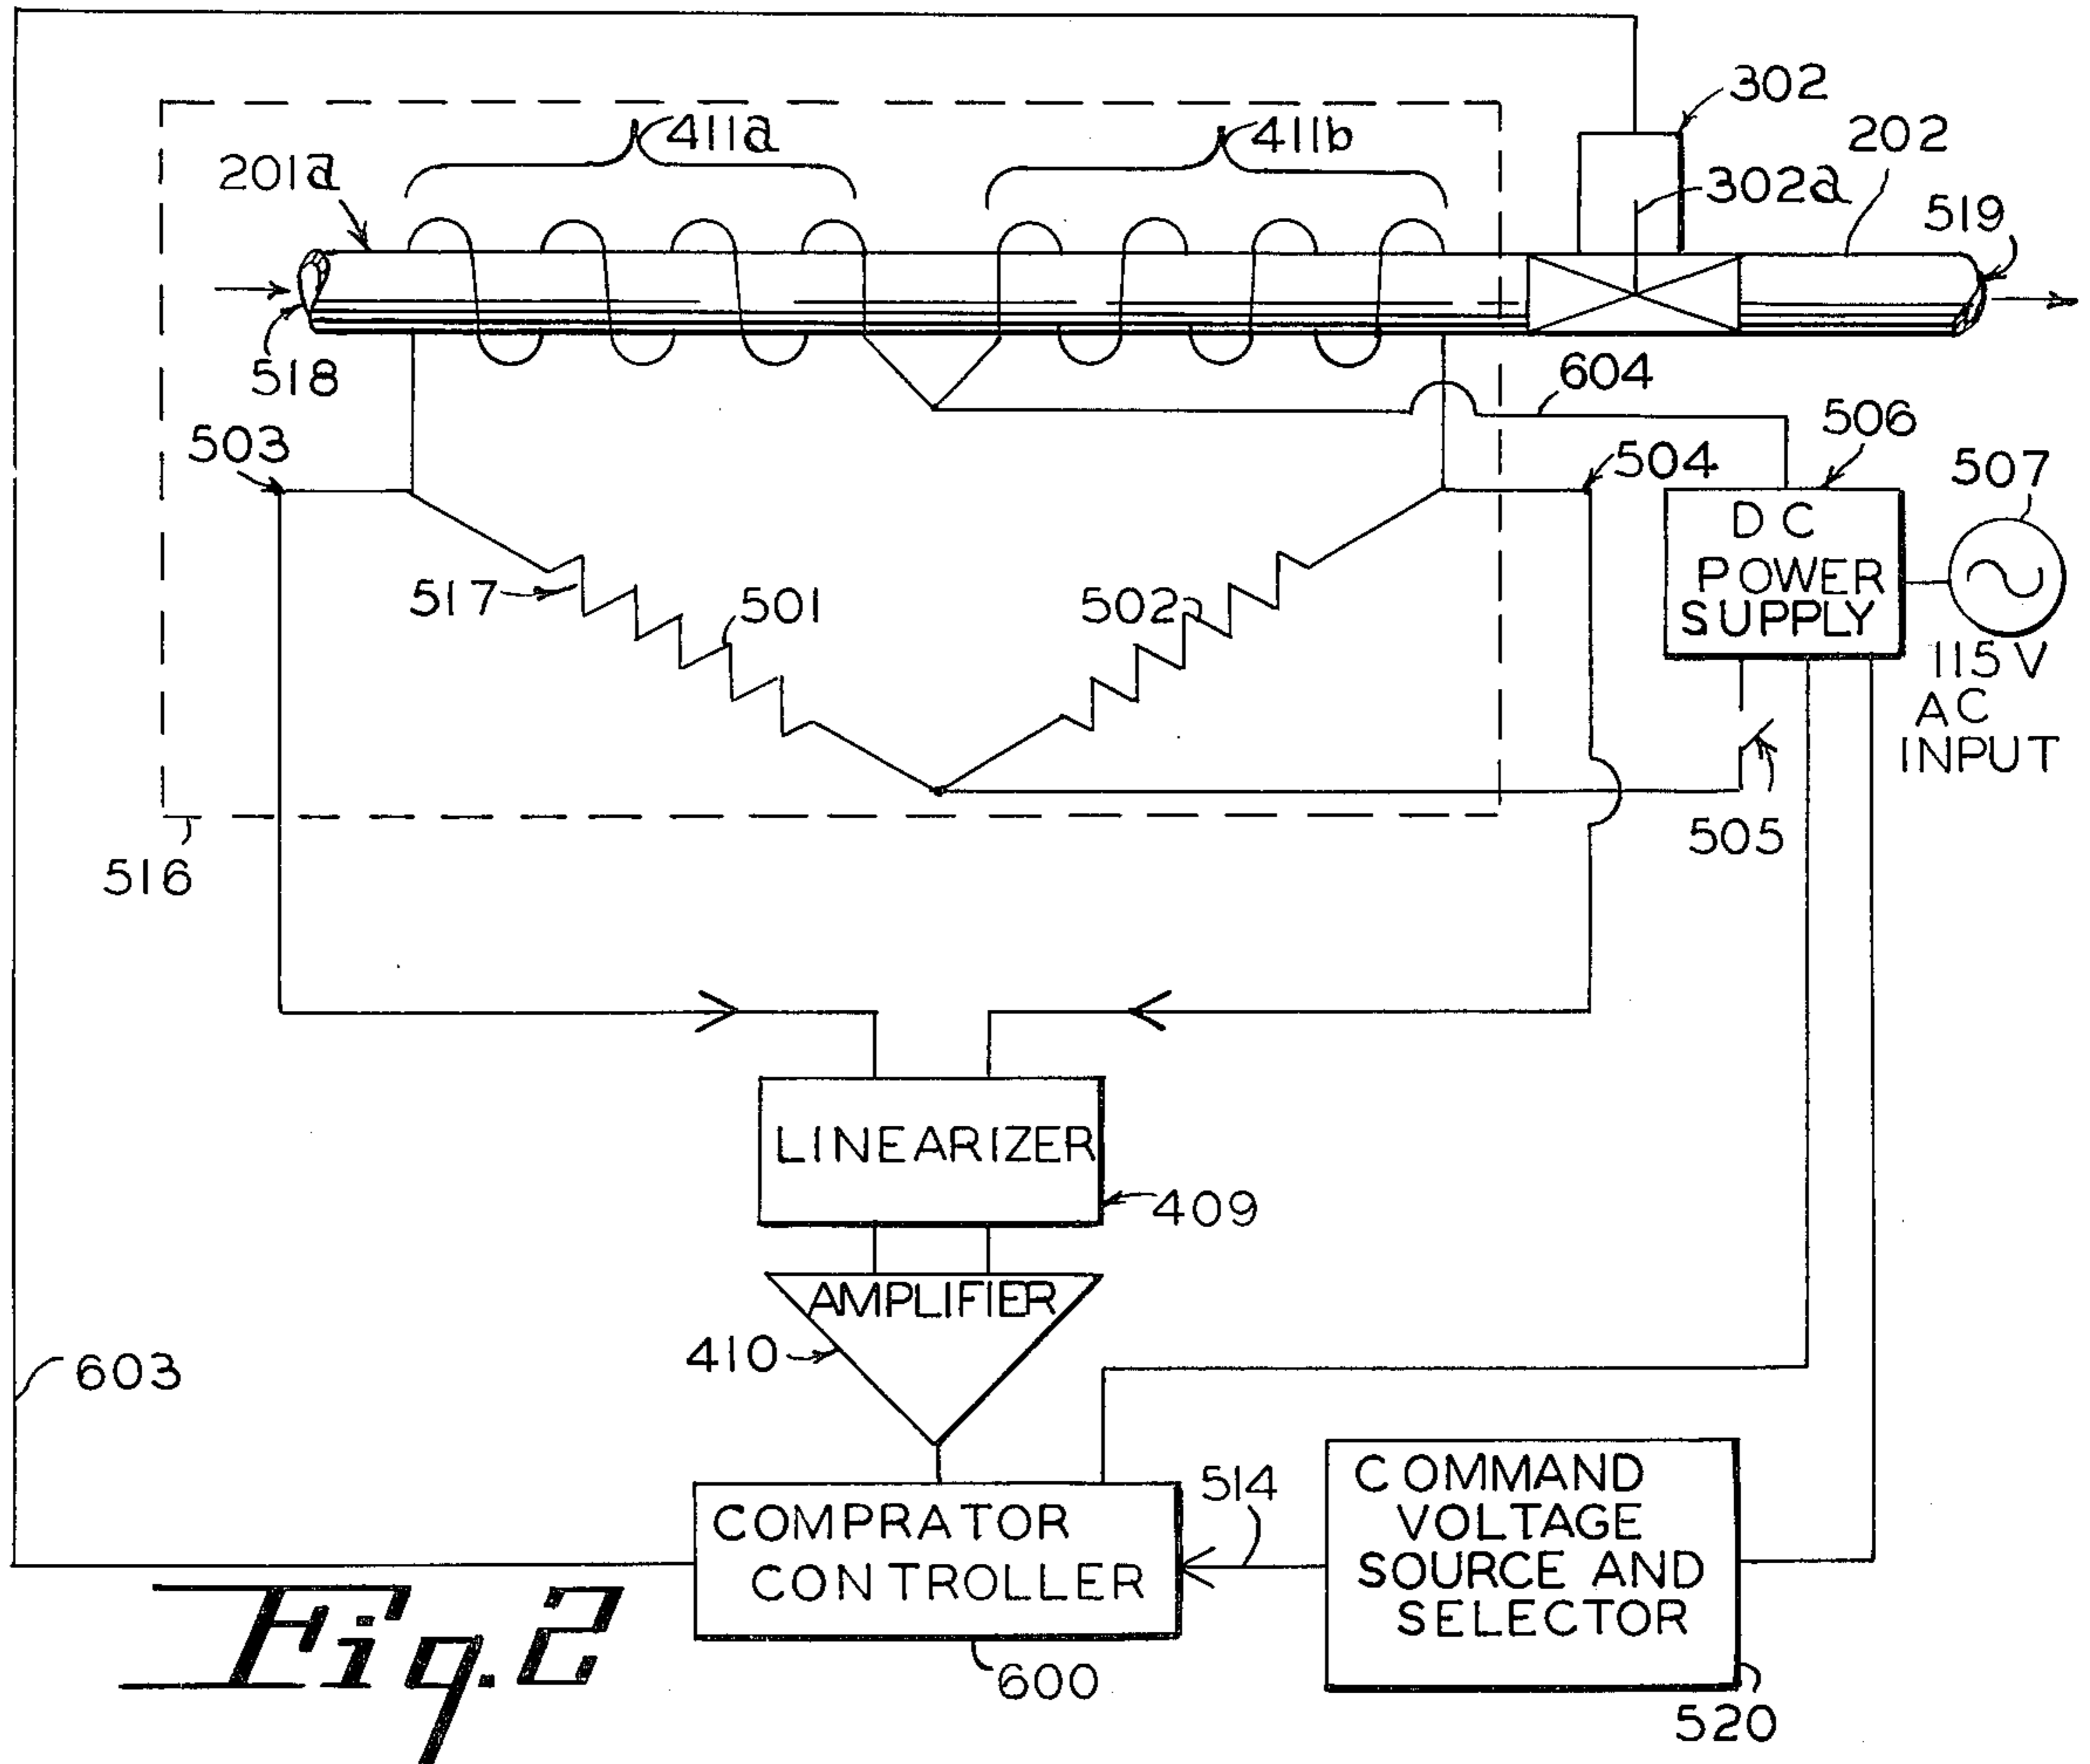 302
411a
411b
202
201a
302a
519
518
604
506
503
504
507
DC
POWER
SUPPLY
517
501
502
115V
AC
INPUT
505
516
LINEARIZER
409
AMPLIFIER
410
603
514
COMMAND
VOLTAGE
SOURCE AND
SELECTOR
COMPRATOR
CONTROLLER
600
520
Fig. 2